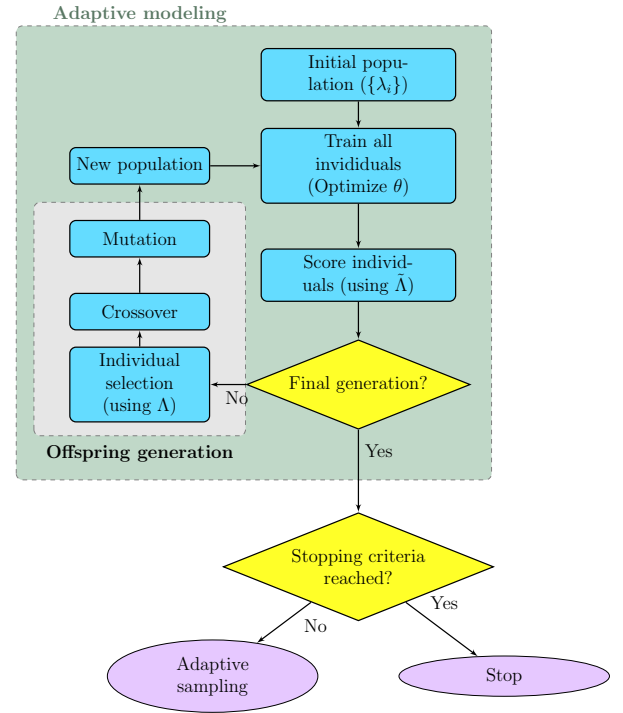 Adaptive modeling
Initial popu-
lation ({λᵢ})
Train all
invididuals
(Optimize θ)
New population
Mutation
Score individ-
uals (using Λ̃)
Crossover
Individual
selection
(using Λ)
Final generation?
No
Offspring generation
Yes
Stopping criteria
reached?
No
Yes
Adaptive
sampling
Stop